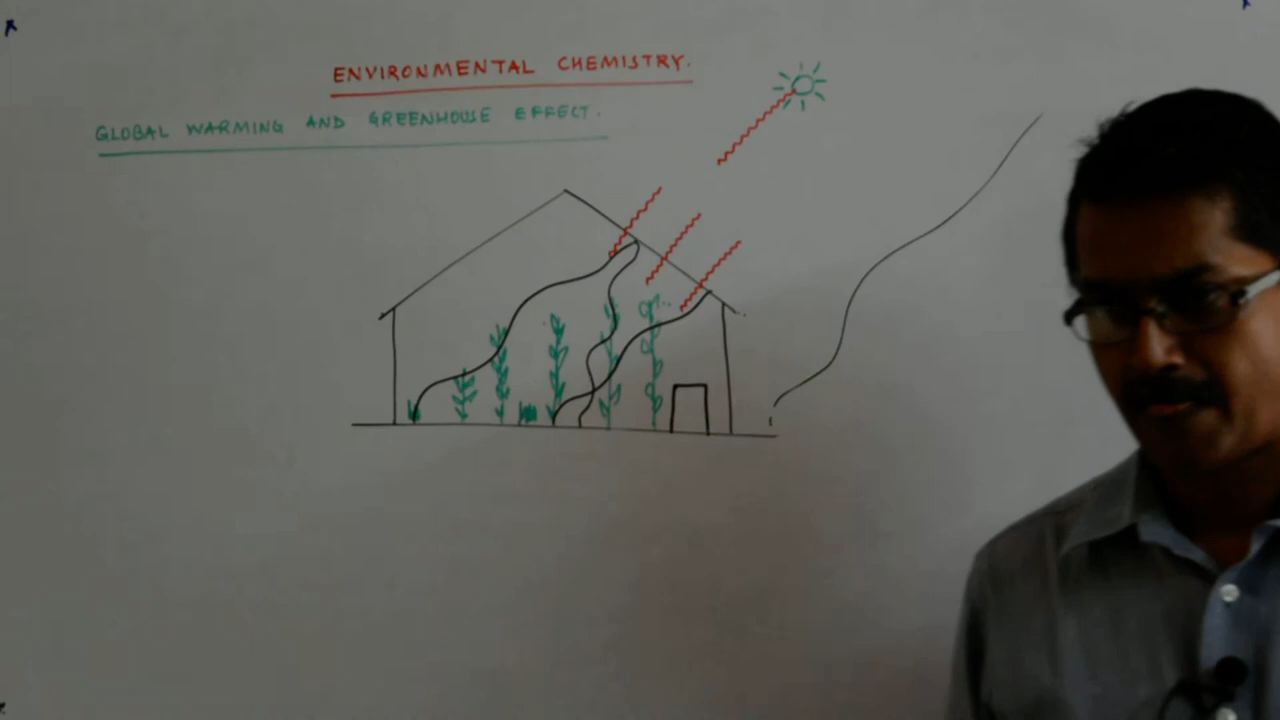 ENVIRONMENTAL CHEMISTRY.
GLOBAL WARMING AND GREENHOUSE EFFECT.